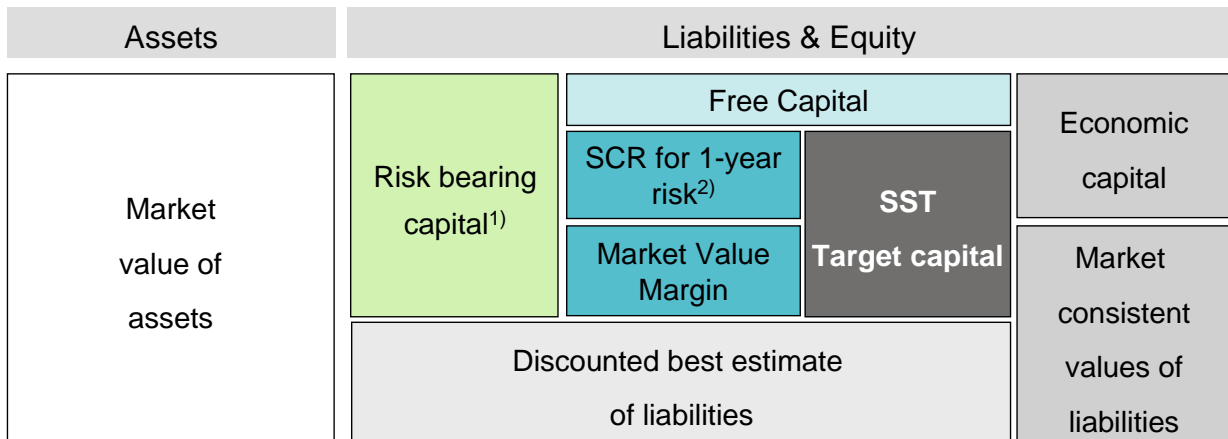 Assets
Liabilities & Equity
Market
value of
assets
Risk bearing
capital1)
Free Capital
SCR for 1-year
risk2)
Market Value
Margin
SST
Target capital
Discounted best estimate
of liabilities
Economic
capital
Market
consistent
values of
liabilities